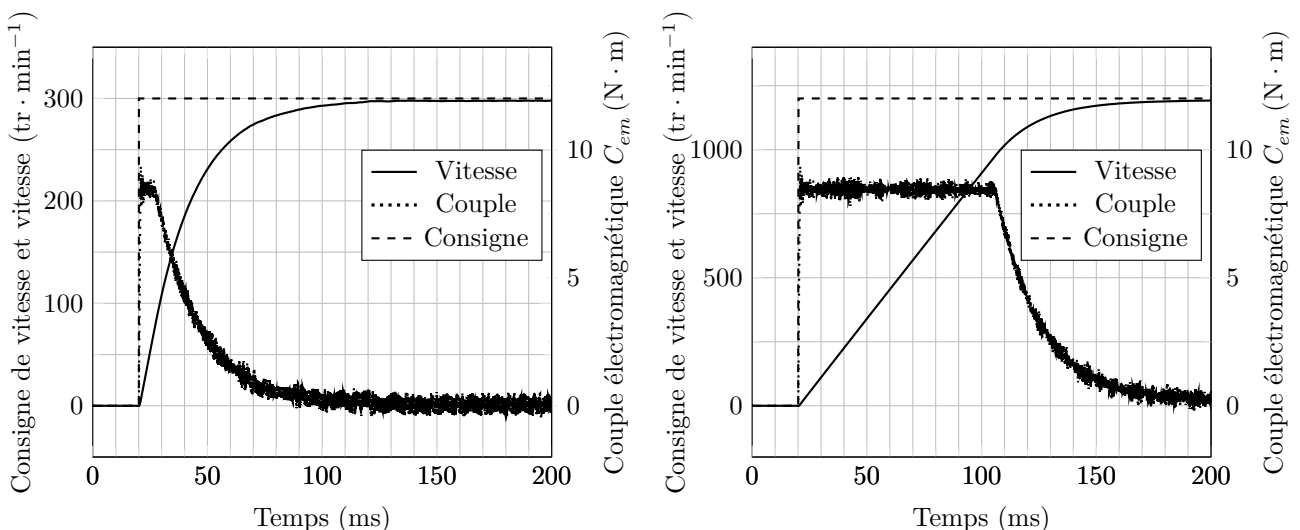 Consigne de vitesse et vitesse (tr · min⁻¹)
300
200
100
0
0
50
100
150
200
Temps (ms)
10
5
0
Couple électromagnétique Cem (N · m)
Vitesse
Couple
Consigne
Consigne de vitesse et vitesse (tr · min⁻¹)
1000
500
0
0
50
100
150
200
Temps (ms)
10
5
0
Couple électromagnétique Cem (N · m)
Vitesse
Couple
Consigne